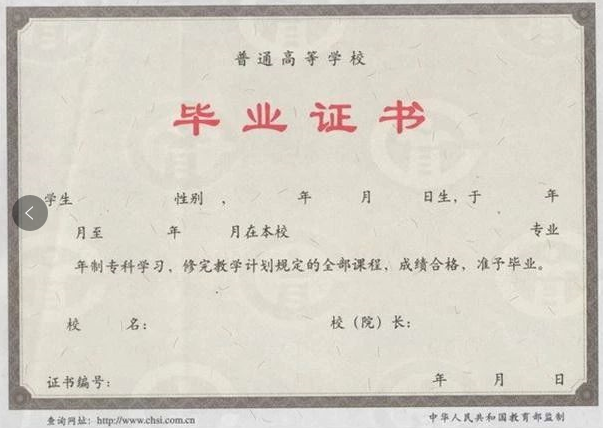 普通高等学校
毕业证书
学生 性别 , 年 月 日生,于 年
月至 年 月在本校 专业
年制专科学习,修完教学计划规定的全部课程,成绩合格,准予毕业。
校 名: 校(院)长:
证书编号: 年 月 日
查询网址:http://www.chsi.com.cn 中华人民共和国教育部监制